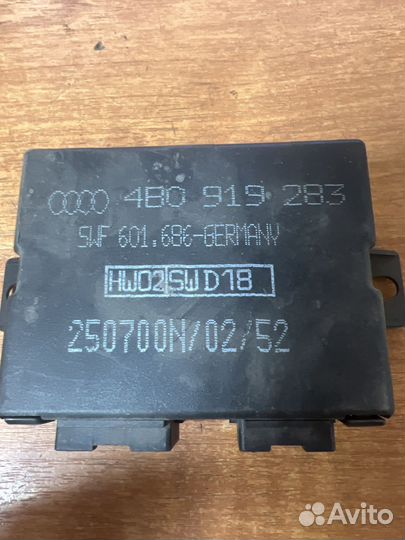 4B0 919 283
SWF 601.686-GERMANY
HW02 SW D18
250700N/02/52
Avito